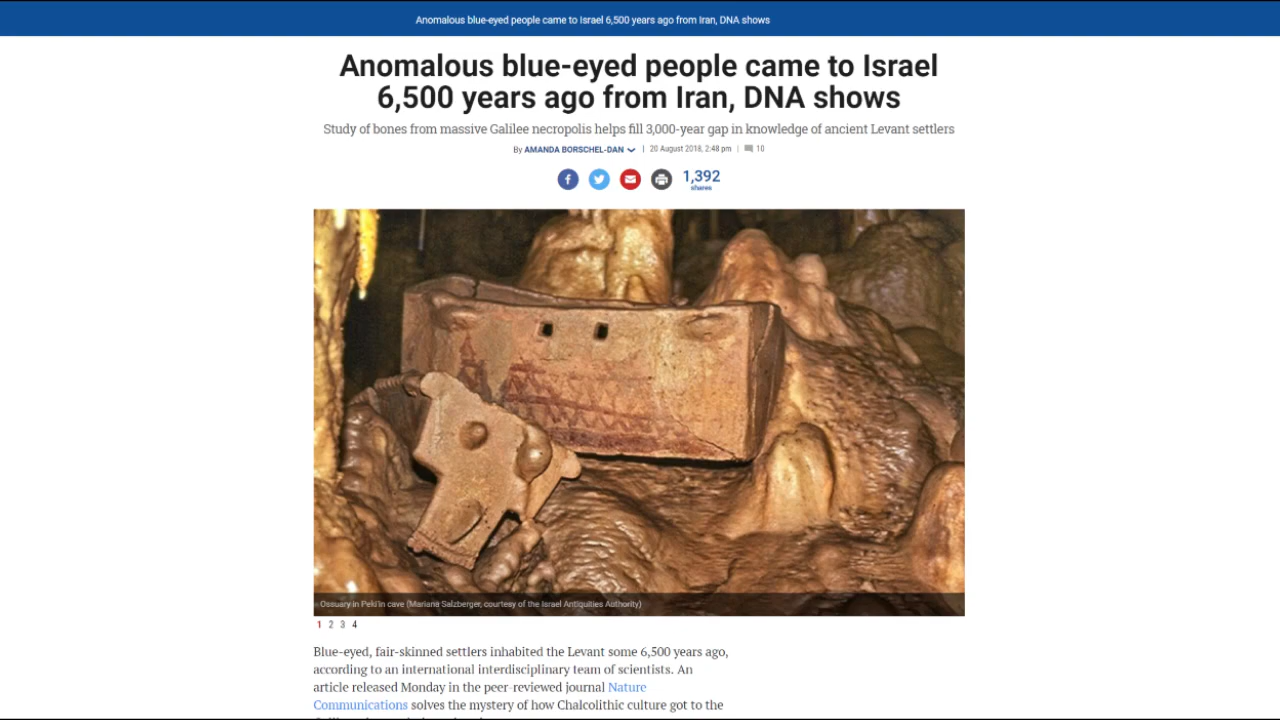 Anomalous blue-eyed people came to Israel 6,500 years ago from Iran, DNA shows
Anomalous blue-eyed people came to Israel
6,500 years ago from Iran, DNA shows
Study of bones from massive Galilee necropolis helps fill 3,000-year gap in knowledge of ancient Levant settlers
By AMANDA BORSCHEL-DAN | 20 August 2018, 2:48 pm | 10
1,392
shares
Ossuary in Peki'in cave (Mariana Salzberger, courtesy of the Israel Antiquities Authority)
1 2 3 4
Blue-eyed, fair-skinned settlers inhabited the Levant some 6,500 years ago,
according to an international interdisciplinary team of scientists. An
article released Monday in the peer-reviewed journal Nature
Communications solves the mystery of how Chalcolithic culture got to the